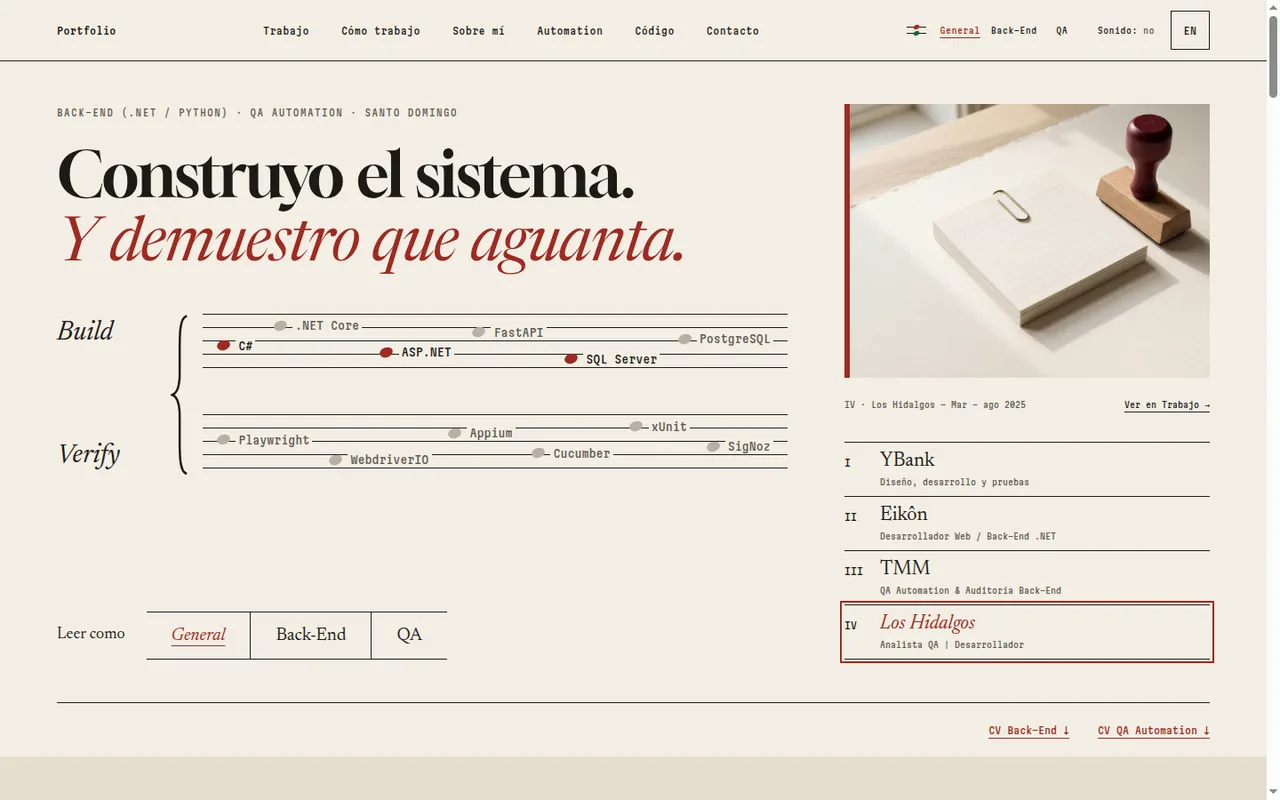 Portfolio
Trabajo
Cómo trabajo
Sobre mí
Automation
Código
Contacto
General
Back-End
QA
Sonido: no
EN
BACK-END (.NET / PYTHON) · QA AUTOMATION · SANTO DOMINGO
Construyo el sistema.
Y demuestro que aguanta.
Build
.NET Core
FastAPI
PostgreSQL
C#
ASP.NET
SQL Server
Verify
Playwright
Appium
xUnit
WebdriverIO
Cucumber
SigNoz
Leer como
General
Back-End
QA
IV · Los Hidalgos — Mar – ago 2025
Ver en Trabajo →
I
YBank
Diseño, desarrollo y pruebas
II
Eikôn
Desarrollador Web / Back-End .NET
III
TMM
QA Automation & Auditoría Back-End
IV
Los Hidalgos
Analista QA | Desarrollador
CV Back-End ↓
CV QA Automation ↓